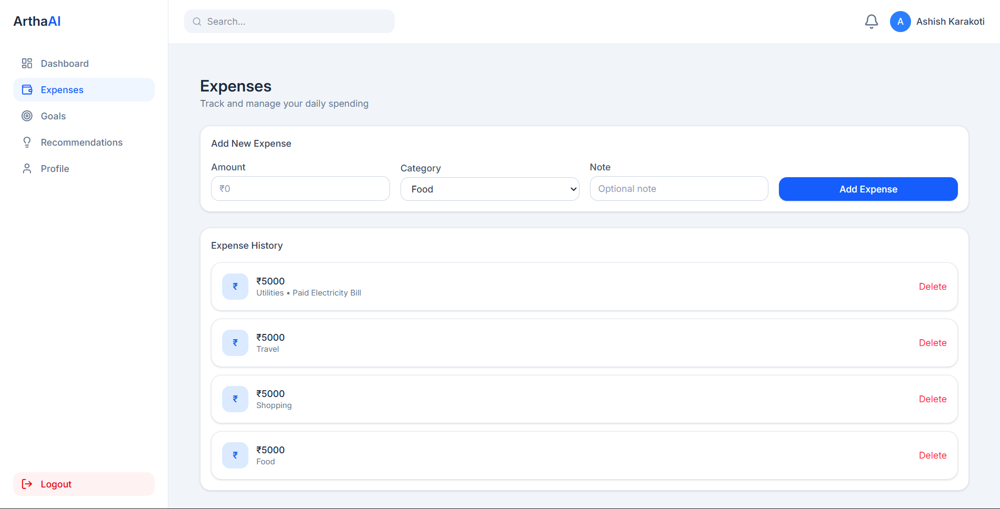 ArthaAI
Search...
A
Ashish Karakoti
Dashboard
Expenses
Goals
Recommendations
Profile
Logout
Expenses
Track and manage your daily spending
Add New Expense
Amount
₹0
Category
Food
Note
Optional note
Add Expense
Expense History
₹
₹5000
Utilities • Paid Electricity Bill
Delete
₹
₹5000
Travel
Delete
₹
₹5000
Shopping
Delete
₹
₹5000
Food
Delete